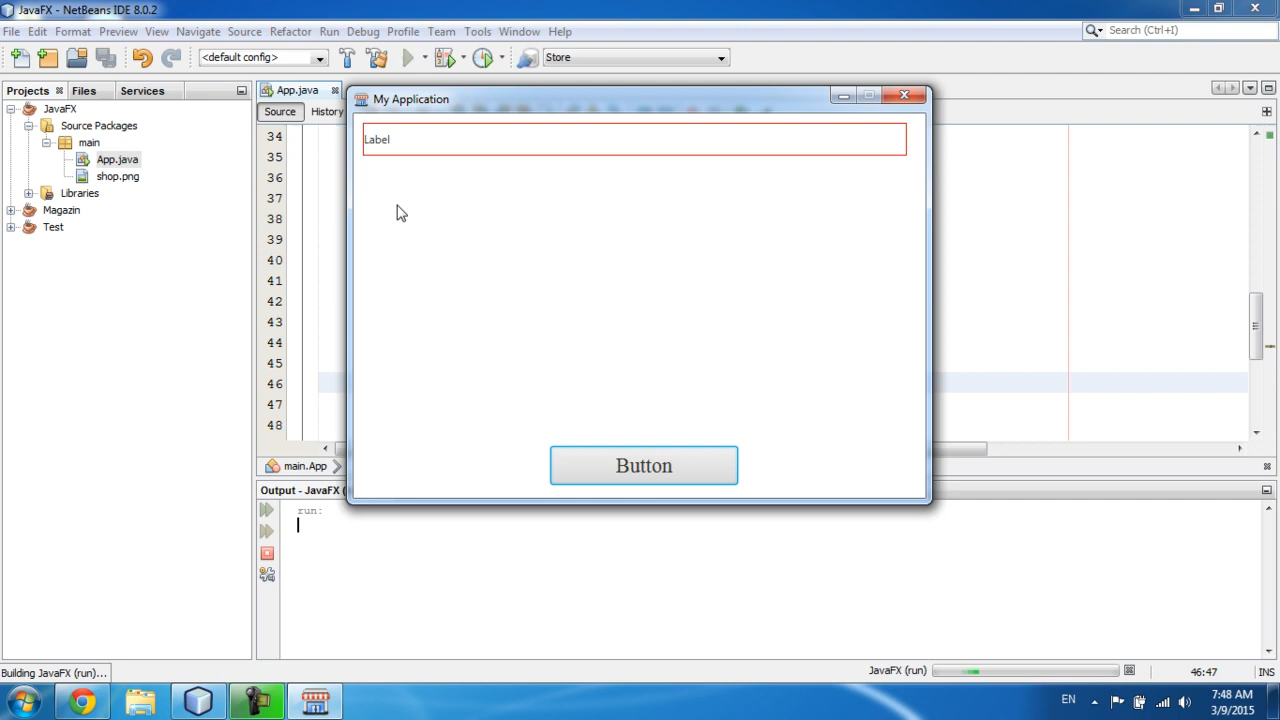 JavaFX - NetBeans IDE 8.0.2
File Edit Format Preview View Navigate Source Refactor Run Debug Profile Team Tools Window Help
Search (Ctrl+I)
<default config>
Store
Projects Files Services
App.java
My Application
JavaFX
Source Packages
main
App.java
shop.png
Libraries
Magazin
Test
Source History
Label
34
35
36
37
38
39
40
41
42
43
44
45
46
47
48
Button
main.App
Output - JavaFX (
run:
Building JavaFX (run)...
JavaFX (run)
46:47
INS
EN
7:48 AM
3/9/2015